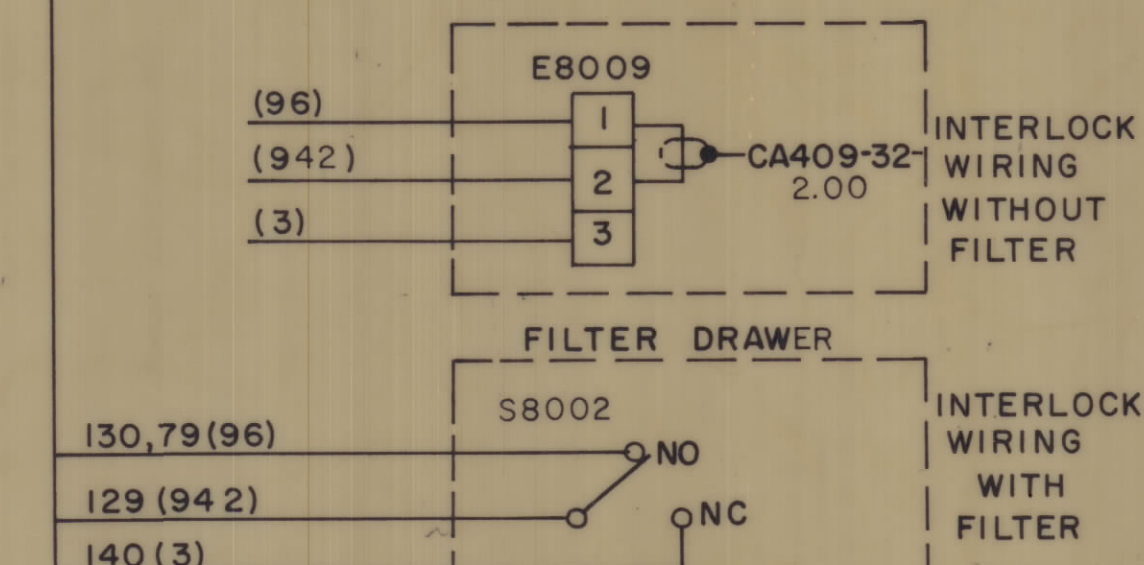 E8009
(96)
(942)
(3)
1
2
3
CA409-32-
2.00
INTERLOCK
WIRING
WITHOUT
FILTER
FILTER DRAWER
S8002
130,79(96)
NO
129(942)
NC
140(3)
INTERLOCK
WIRING
WITH
FILTER